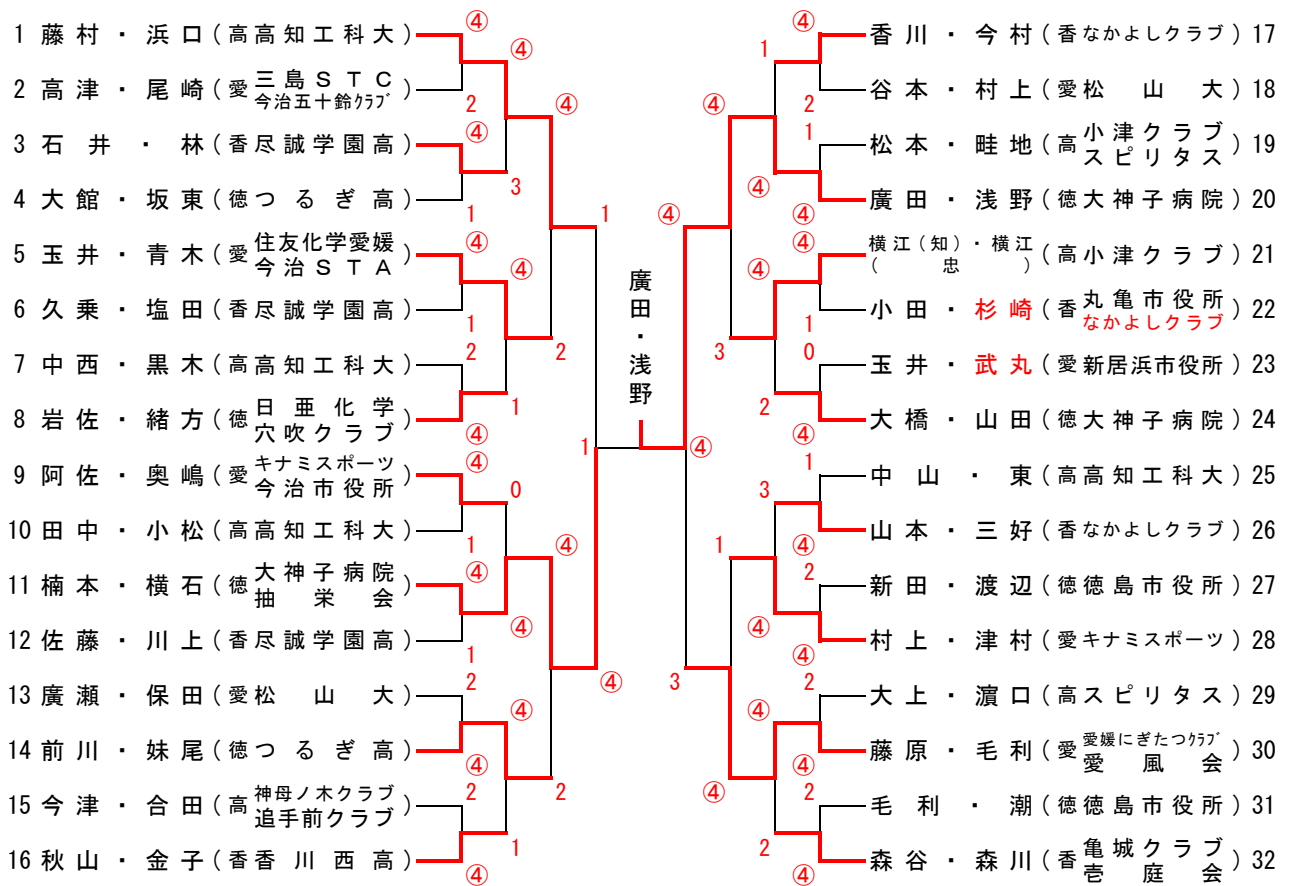 1 藤村・浜口(高高知工科大)
④
2 高津・尾崎(愛三島STC 今治五十鈴クラブ)
2
④
3 石井・林(香尽誠学園高)
④
4 大館・坂東(徳つるぎ高)
1
3
④
5 玉井・青木(愛住友化学愛媛 今治STA)
④
6 久乗・塩田(香尽誠学園高)
1
④
7 中西・黒木(高高知工科大)
2
8 岩佐・緒方(徳日亜化学 穴吹クラブ)
④
1
2
1
9 阿佐・奥嶋(愛キナミスポーツ 今治市役所)
④
10 田中・小松(高高知工科大)
1
0
11 楠本・横石(徳大神子病院 抽栄会)
④
12 佐藤・川上(香尽誠学園高)
1
④
④
13 廣瀬・保田(愛松山大)
2
14 前川・妹尾(徳つるぎ高)
④
④
15 今津・合田(高神母ノ木クラブ 追手前クラブ)
2
16 秋山・金子(香香川西高)
④
1
2
④
1
廣田・浅野
④
香川・今村(香なかよしクラブ)17
④
谷本・村上(愛松山大)18
2
1
松本・畦地(高小津クラブ スピリタス)19
1
廣田・浅野(徳大神子病院)20
④
④
④
横江(知)・横江(忠)(高小津クラブ)21
④
小田・杉崎(香丸亀市役所 なかよしクラブ)22
1
④
玉井・武丸(愛新居浜市役所)23
0
大橋・山田(徳大神子病院)24
④
2
3
④
中山・東(高高知工科大)25
1
山本・三好(香なかよしクラブ)26
④
3
新田・渡辺(徳徳島市役所)27
2
村上・津村(愛キナミスポーツ)28
④
④
1
大上・濵口(高スピリタス)29
2
藤原・毛利(愛愛媛にぎたつクラブ 愛風会)30
④
④
毛利・潮(徳徳島市役所)31
2
森谷・森川(香亀城クラブ 壱庭会)32
④
2
④
3